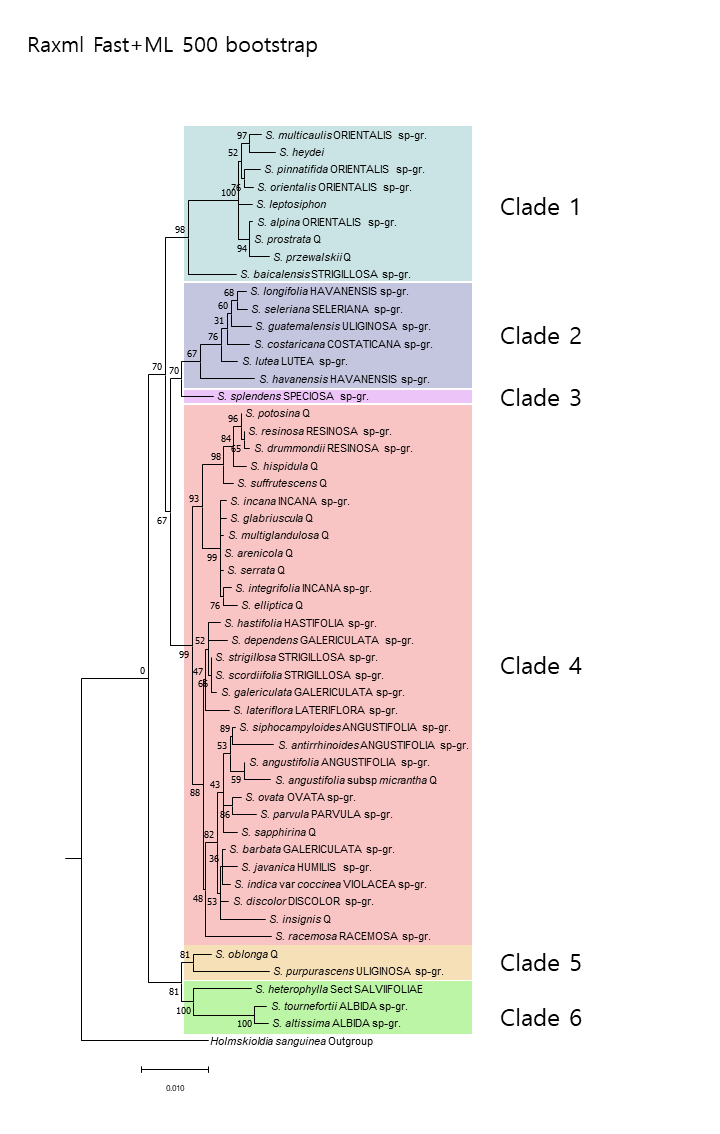 Raxml Fast+ML 500 bootstrap
97
S. multicaulis ORIENTALIS sp-gr.
52
S. heydei
S. pinnatifida ORIENTALIS sp-gr.
76
S. orientalis ORIENTALIS sp-gr.
100
S. leptosiphon
Clade 1
S. alpina ORIENTALIS sp-gr.
98
S. prostrata Q
94
S. przewalskii Q
S. baicalensis STRIGILLOSA sp-gr.
68
S. longifolia HAVANENSIS sp-gr.
60
S. seleriana SELERIANA sp-gr.
31
S. guatemalensis ULIGINOSA sp-gr.
76
S. costaricana COSTATICANA sp-gr.
Clade 2
67
S. lutea LUTEA sp-gr.
70
70
S. havanensis HAVANENSIS sp-gr.
S. splendens SPECIOSA sp-gr.
Clade 3
96
S. potosina Q
84
S. resinosa RESINOSA sp-gr.
65
S. drummondii RESINOSA sp-gr.
98
S. hispidula Q
S. suffrutescens Q
93
S. incana INCANA sp-gr.
67
S. glabriuscula Q
S. multiglandulosa Q
99
S. arenicola Q
S. serrata Q
S. integrifolia INCANA sp-gr.
76
S. elliptica Q
S. hastifolia HASTIFOLIA sp-gr.
52
S. dependens GALERICULATA sp-gr.
99
S. strigillosa STRIGILLOSA sp-gr.
Clade 4
0
47
S. scordiifolia STRIGILLOSA sp-gr.
66
S. galericulata GALERICULATA sp-gr.
S. lateriflora LATERIFLORA sp-gr.
89
S. siphocampyloides ANGUSTIFOLIA sp-gr.
53
S. antirrhinoides ANGUSTIFOLIA sp-gr.
S. angustifolia ANGUSTIFOLIA sp-gr.
59
S. angustifolia subsp micrantha Q
43
88
S. ovata OVATA sp-gr.
86
S. parvula PARVULA sp-gr.
82
S. sapphirina Q
S. barbata GALERICULATA sp-gr.
36
S. javanica HUMILIS sp-gr.
S. indica var coccinea VIOLACEA sp-gr.
48
53
S. discolor DISCOLOR sp-gr.
S. insignis Q
S. racemosa RACEMOSA sp-gr.
81
S. oblonga Q
Clade 5
S. purpurascens ULIGINOSA sp-gr.
81
S. heterophylla Sect SALVIIFOLIAE
100
S. tournefortii ALBIDA sp-gr.
Clade 6
100
S. altissima ALBIDA sp-gr.
Holmskioldia sanguinea Outgroup
0.010